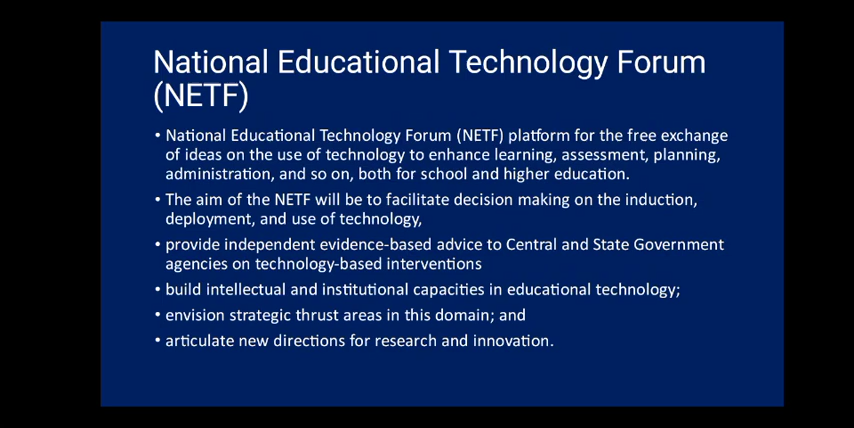 National Educational Technology Forum
(NETF)
• National Educational Technology Forum (NETF) platform for the free exchange
of ideas on the use of technology to enhance learning, assessment, planning,
administration, and so on, both for school and higher education.
• The aim of the NETF will be to facilitate decision making on the induction,
deployment, and use of technology,
• provide independent evidence-based advice to Central and State Government
agencies on technology-based interventions
• build intellectual and institutional capacities in educational technology;
• envision strategic thrust areas in this domain; and
• articulate new directions for research and innovation.